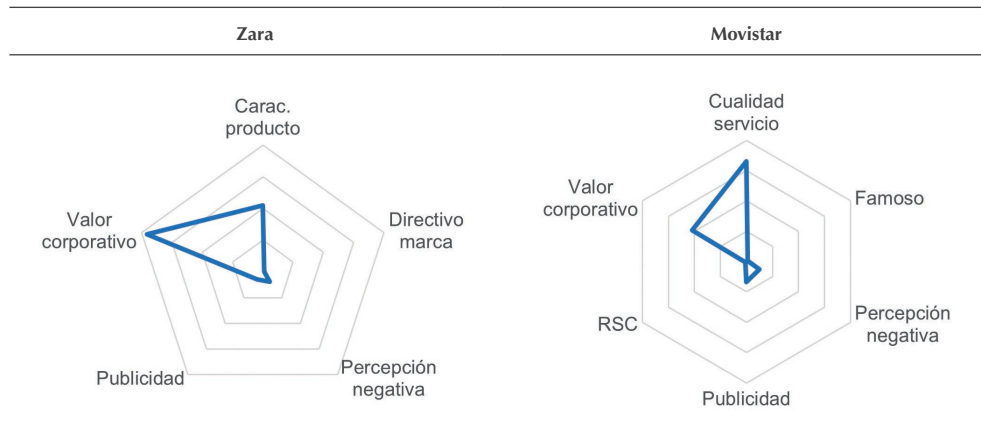 Zara
Movistar
Carac.
producto
Directivo
marca
Percepción
negativa
Publicidad
Valor
corporativo
Cualidad
servicio
Famoso
Percepción
negativa
Publicidad
RSC
Valor
corporativo